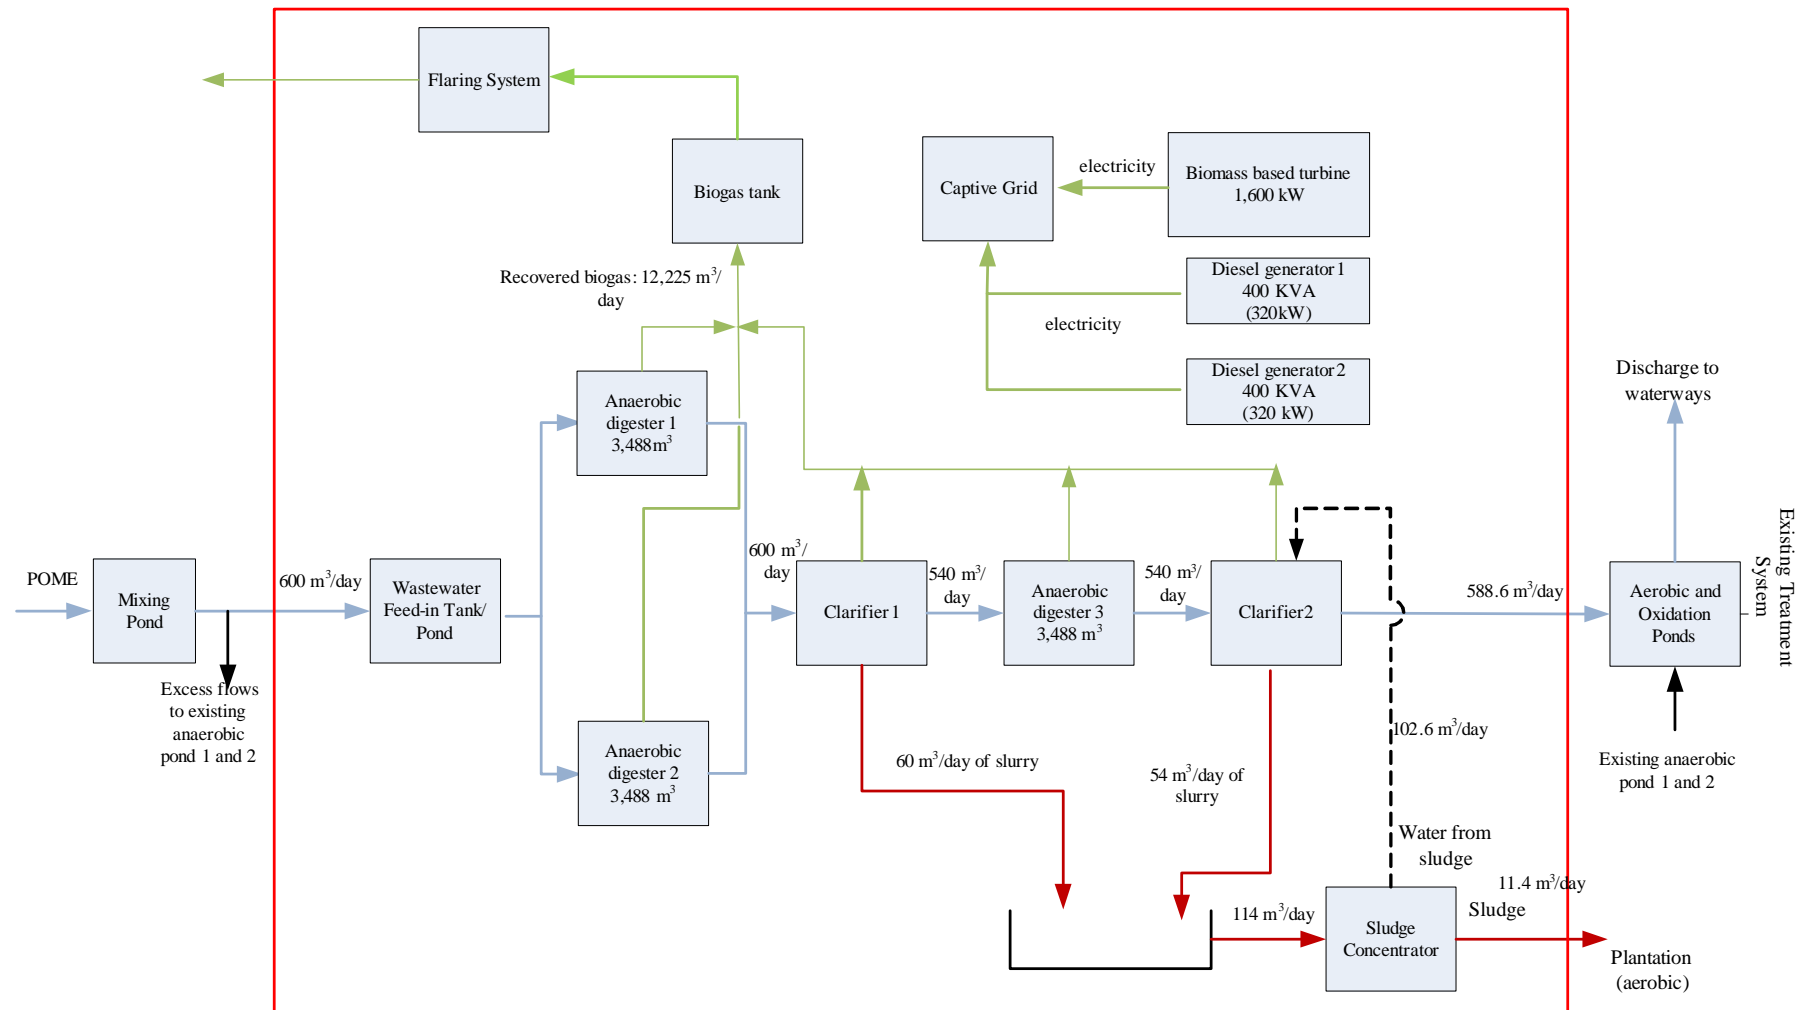 Flaring System
Biogas tank
Captive Grid
electricity
Biomass based turbine
1,600 kW
Recovered biogas: 12,225 m³/
day
Diesel generator 1
400 KVA
(320kW)
electricity
Diesel generator 2
400 KVA
(320 kW)
Discharge to
waterways
Anaerobic
digester 1
3,488m³
POME
Mixing
Pond
600 m³/day
Wastewater
Feed-in Tank/
Pond
600 m³/
day
Clarifier 1
540 m³/
day
Anaerobic
digester 3
3,488 m³
540 m³/
day
Clarifier2
588.6 m³/day
Aerobic and
Oxidation
Ponds
Existing Treatment
System
Excess flows
to existing
anaerobic
pond 1 and 2
Anaerobic
digester 2
3,488 m³
60 m³/day of slurry
54 m³/day of
slurry
102.6 m³/day
Existing anaerobic
pond 1 and 2
Water from
sludge
114 m³/day
Sludge
Concentrator
11.4 m³/day
Sludge
Plantation
(aerobic)